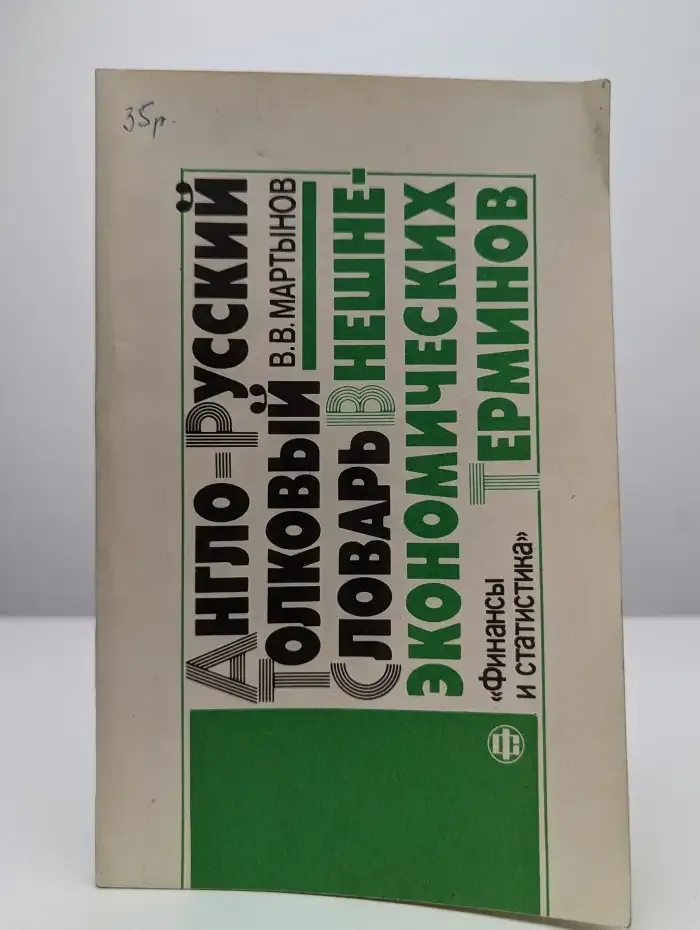 35р.
Англо-Русский
Толковый
В.В. МАРТЫНОВ
Словарь Внешне-
экономических
Терминов
«Финансы
и статистика»